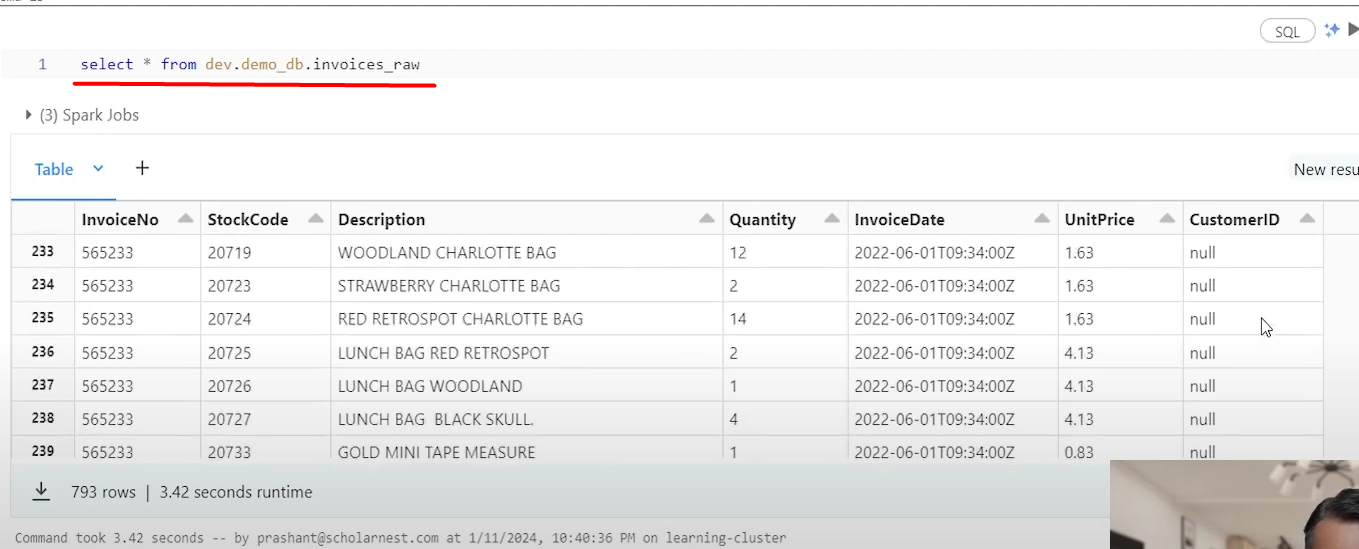 SQL
1 select * from dev.demo_db.invoices_raw
(3) Spark Jobs
Table +
New resu
InvoiceNo StockCode Description Quantity InvoiceDate UnitPrice CustomerID
233 565233 20719 WOODLAND CHARLOTTE BAG 12 2022-06-01T09:34:00Z 1.63 null
234 565233 20723 STRAWBERRY CHARLOTTE BAG 2 2022-06-01T09:34:00Z 1.63 null
235 565233 20724 RED RETROSPOT CHARLOTTE BAG 14 2022-06-01T09:34:00Z 1.63 null
236 565233 20725 LUNCH BAG RED RETROSPOT 2 2022-06-01T09:34:00Z 4.13 null
237 565233 20726 LUNCH BAG WOODLAND 1 2022-06-01T09:34:00Z 4.13 null
238 565233 20727 LUNCH BAG  BLACK SKULL. 4 2022-06-01T09:34:00Z 4.13 null
239 565233 20733 GOLD MINI TAPE MEASURE 1 2022-06-01T09:34:00Z 0.83 null
793 rows | 3.42 seconds runtime
Command took 3.42 seconds -- by prashant@scholarnest.com at 1/11/2024, 10:40:36 PM on learning-cluster